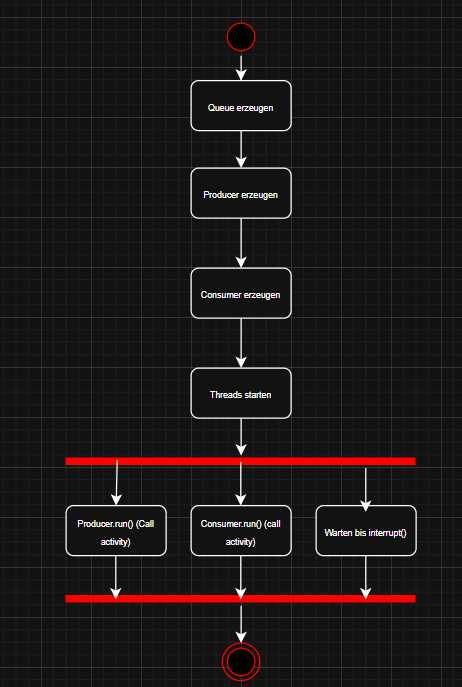 Queue erzeugen
Producer erzeugen
Consumer erzeugen
Threads starten
Producer.run() (Call
activity)
Consumer.run() (call
activity)
Warten bis interrupt()